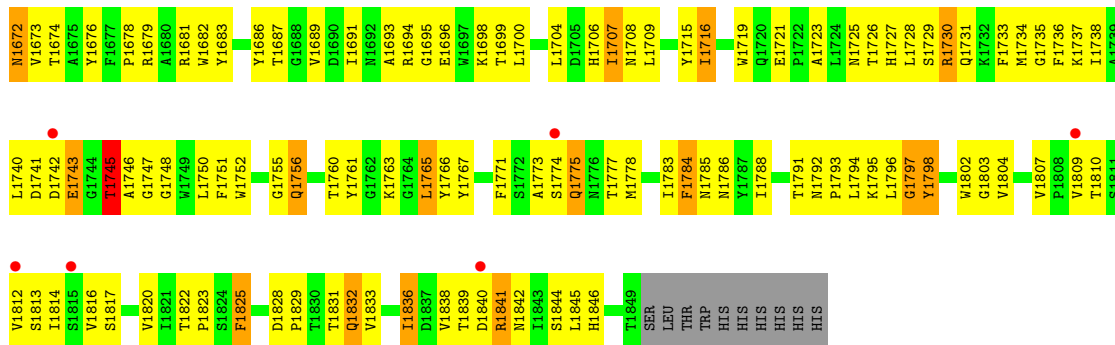 N1672 V1673 T1674 A1675 Y1676 F1677 P1678 R1679 A1680 R1681 W1682 Y1683 Y1686 T1687 G1688 V1689 D1690 I1691 N1692 A1693 R1694 G1695 E1696 W1697 K1698 T1699 L1700 L1704 D1705 H1706 I1707 N1708 L1709 Y1715 I1716 W1719 Q1720 E1721 P1722 A1723 L1724 N1725 T1726 H1727 L1728 S1729 R1730 Q1731 K1732 F1733 M1734 G1735 F1736 K1737 I1738 A1739
L1740 D1741 D1742 E1743 G1744 T1745 A1746 G1747 G1748 W1749 L1750 F1751 W1752 G1755 Q1756 T1760 Y1761 G1762 K1763 G1764 L1765 Y1766 Y1767 F1771 S1772 A1773 S1774 Q1775 N1776 T1777 M1778 I1783 F1784 N1785 N1786 Y1787 I1788 T1791 N1792 P1793 L1794 K1795 L1796 G1797 Y1798 W1802 G1803 V1804 V1807 P1808 V1809 T1810 S1811
V1812 S1813 I1814 S1815 V1816 S1817 V1820 I1821 T1822 P1823 S1824 F1825 D1828 P1829 T1830 T1831 Q1832 V1833 I1836 D1837 V1838 T1839 D1840 R1841 N1842 I1843 S1844 L1845 H1846 T1849 SER LEU THR TRP HIS HIS HIS HIS HIS HIS